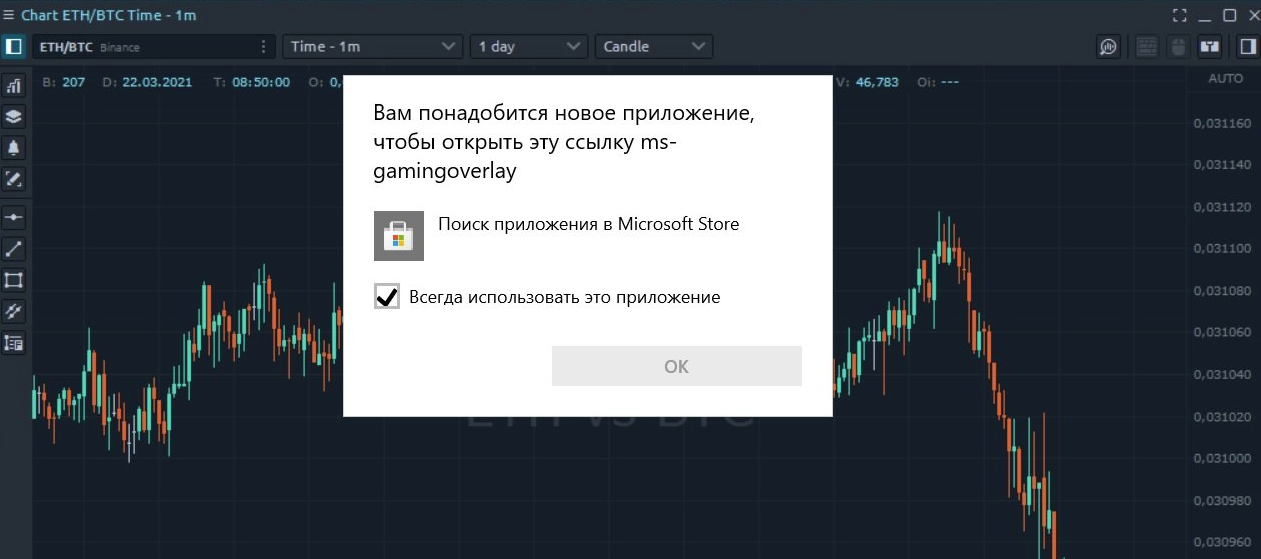 Chart ETH/BTC Time - 1m
ETH/BTC Binance
Time - 1m
1 day
Candle
B: 207 D: 22.03.2021 T: 08:50:00 O: 0, V: 46,783 Oi: ---
AUTO
Вам понадобится новое приложение,
чтобы открыть эту ссылку ms-
gamingoverlay
Поиск приложения в Microsoft Store
Всегда использовать это приложение
OK
0,031160
0,031140
0,031120
0,031100
0,031080
0,031060
0,031040
0,031020
0,031000
0,030980
0,030960